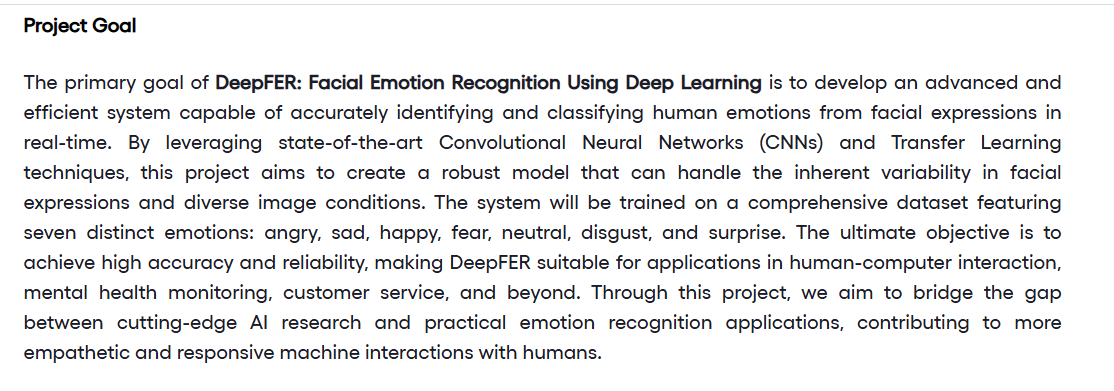 Project Goal
The primary goal of DeepFER: Facial Emotion Recognition Using Deep Learning is to develop an advanced and
efficient system capable of accurately identifying and classifying human emotions from facial expressions in
real-time. By leveraging state-of-the-art Convolutional Neural Networks (CNNs) and Transfer Learning
techniques, this project aims to create a robust model that can handle the inherent variability in facial
expressions and diverse image conditions. The system will be trained on a comprehensive dataset featuring
seven distinct emotions: angry, sad, happy, fear, neutral, disgust, and surprise. The ultimate objective is to
achieve high accuracy and reliability, making DeepFER suitable for applications in human-computer interaction,
mental health monitoring, customer service, and beyond. Through this project, we aim to bridge the gap
between cutting-edge AI research and practical emotion recognition applications, contributing to more
empathetic and responsive machine interactions with humans.